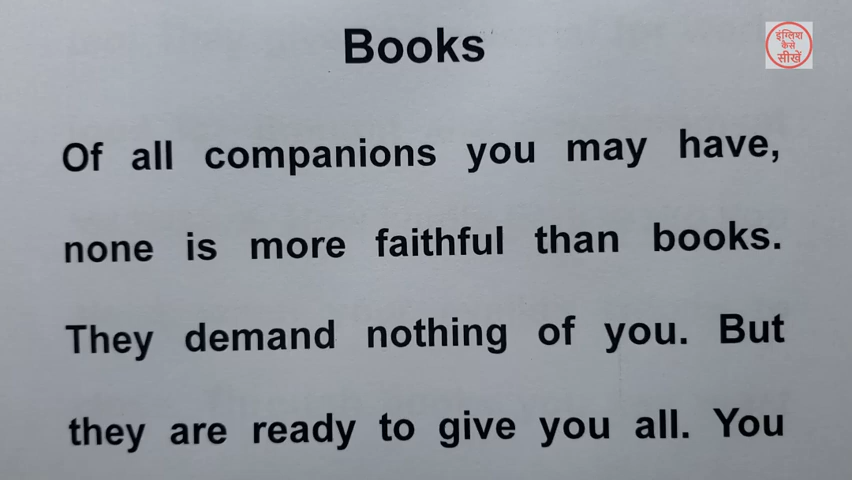 Books
इंग्लिश
कैसे
सीखें
Of all companions you may have,
none is more faithful than books.
They demand nothing of you. But
they are ready to give you all. You